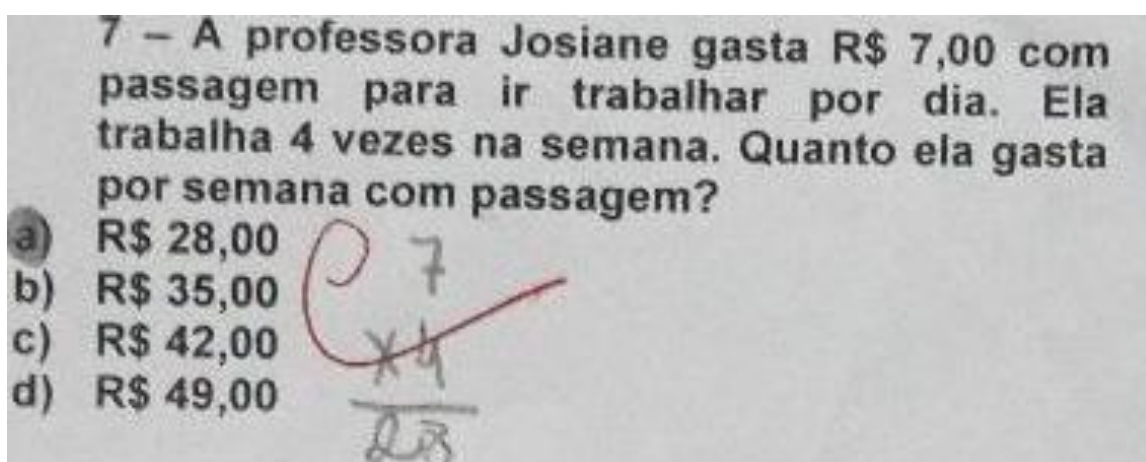 7 – A professora Josiane gasta R$ 7,00 com
passagem para ir trabalhar por dia. Ela
trabalha 4 vezes na semana. Quanto ela gasta
por semana com passagem?
a) R$ 28,00
b) R$ 35,00
c) R$ 42,00
d) R$ 49,00
7
x4
28